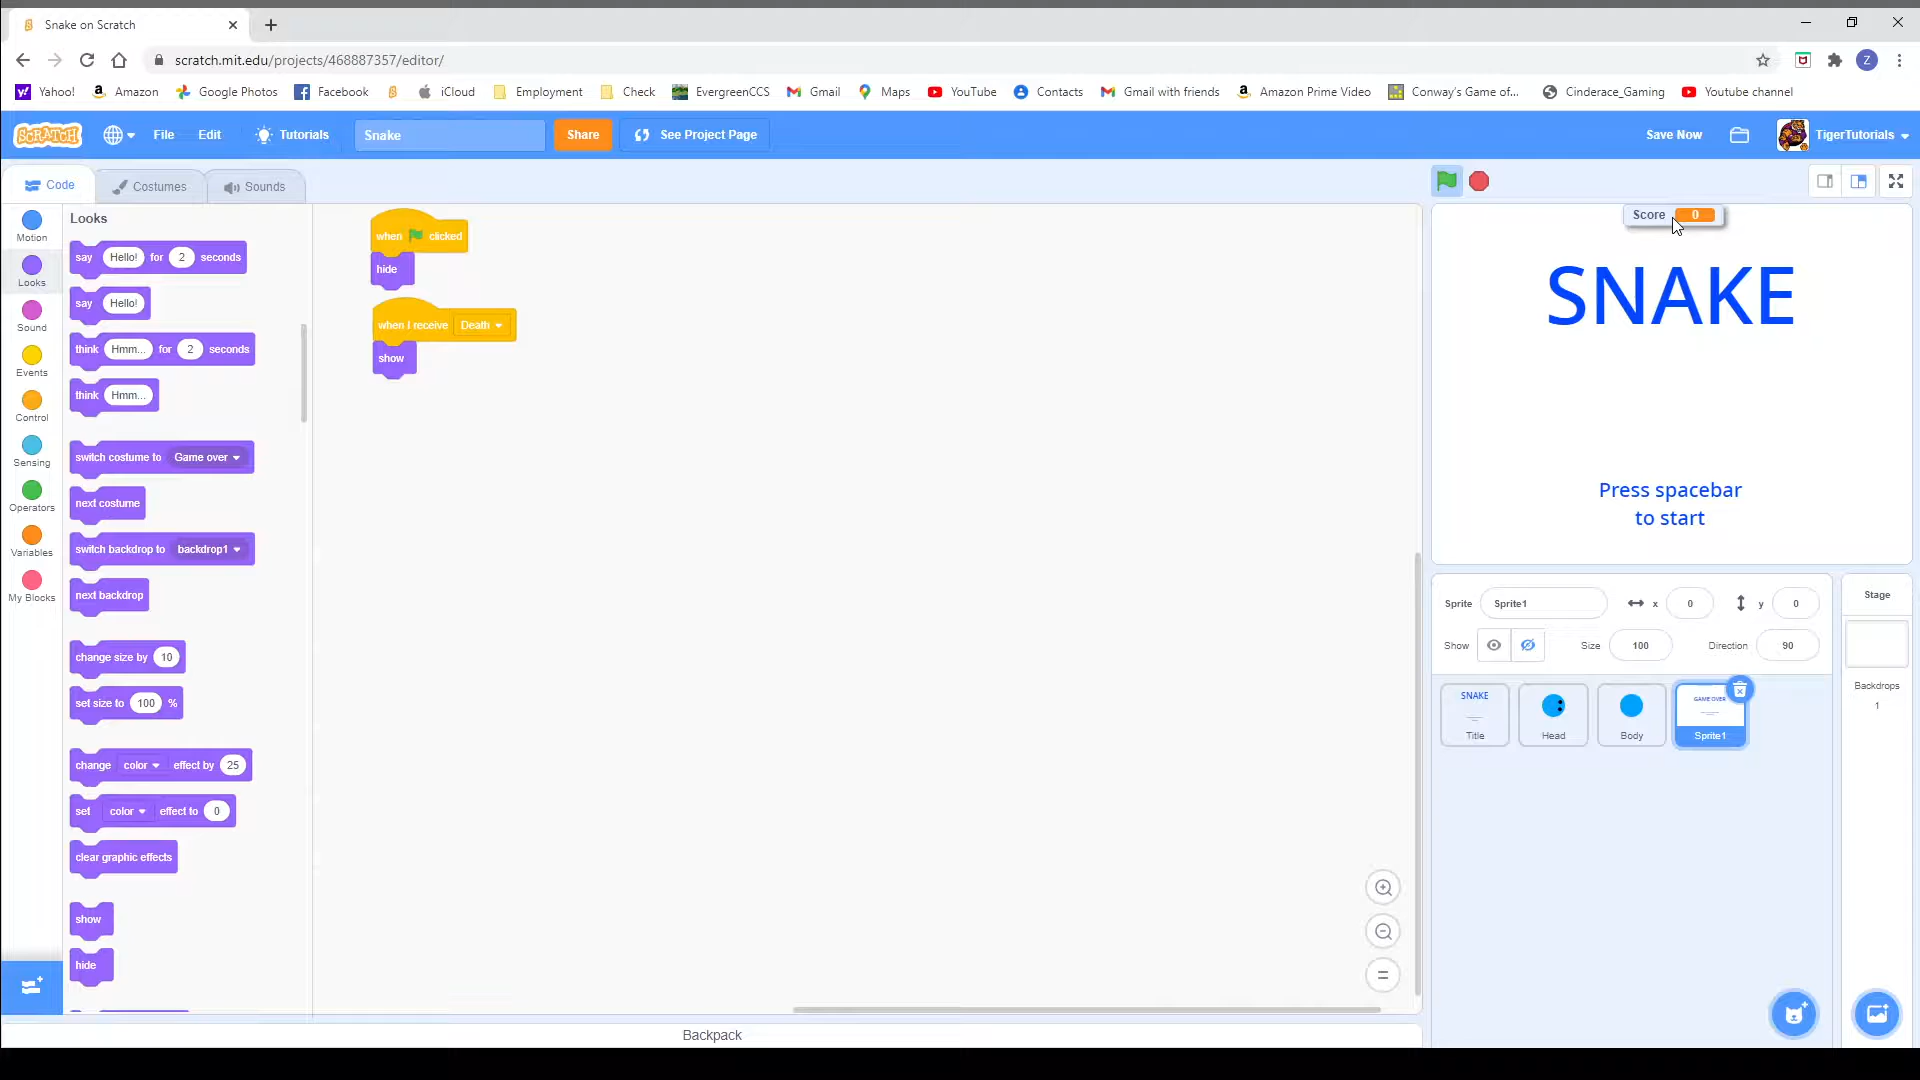 Snake on Scratch
scratch.mit.edu/projects/468887357/editor/
Z
Yahoo!
Amazon
Google Photos
Facebook
iCloud
Employment
Check
EvergreenCCS
Gmail
Maps
YouTube
Contacts
Gmail with friends
Amazon Prime Video
Conway's Game of...
Cinderace_Gaming
Youtube channel
SCRATCH
File
Edit
Tutorials
Snake
Share
See Project Page
Save Now
TigerTutorials
Code
Costumes
Sounds
Motion
Looks
Sound
Events
Control
Sensing
Operators
Variables
My Blocks
Looks
say Hello! for 2 seconds
say Hello!
think Hmm... for 2 seconds
think Hmm...
switch costume to Game over
next costume
switch backdrop to backdrop1
next backdrop
change size by 10
set size to 100 %
change color effect by 25
set color effect to 0
clear graphic effects
show
hide
when clicked
hide
when I receive Death
show
Backpack
Score 0
SNAKE
Press spacebar
to start
Sprite Sprite1 x 0 y 0
Show Size 100 Direction 90
SNAKE
Title
Head
Body
GAME OVER
Sprite1
Stage
Backdrops
1